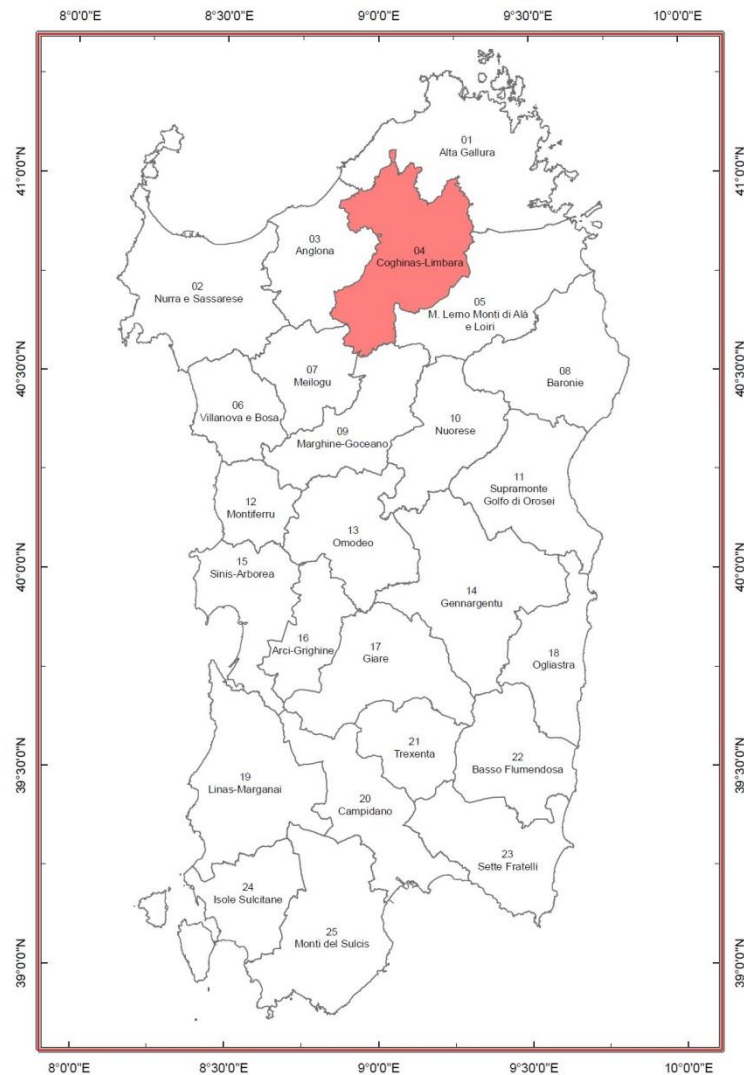 8°0'0"E 8°30'0"E 9°0'0"E 9°30'0"E 10°0'0"E
01
Alta Gallura
41°0'0"N
41°0'0"N
03
Anglona
04
Coghinas-Limbara
02
Nurra e Sassarese
05
M. Lerno Monti di Alà
e Loiri
40°30'0"N
40°30'0"N
07
Meilogu
08
Baronie
06
Villanova e Bosa
09
Marghine-Goceano
10
Nuorese
11
Supramonte
Golfo di Orosei
12
Montiferru
13
Omodeo
40°0'0"N
40°0'0"N
15
Sinis-Arborea
14
Gennargentu
16
Arci-Grighine
17
Giare
18
Ogliastra
39°30'0"N
39°30'0"N
21
Trexenta
22
Basso Flumendosa
19
Linas-Marganai
20
Campidano
23
Sette Fratelli
24
Isole Sulcitane
25
Monti del Sulcis
39°0'0"N
39°0'0"N
8°0'0"E 8°30'0"E 9°0'0"E 9°30'0"E 10°0'0"E